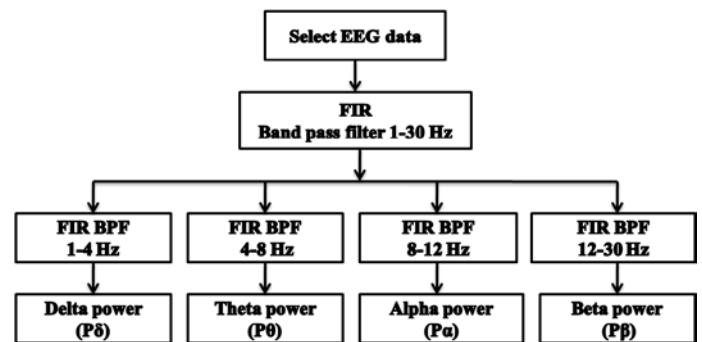 Select EEG data
FIR
Band pass filter 1-30 Hz
FIR BPF
1-4 Hz
FIR BPF
4-8 Hz
FIR BPF
8-12 Hz
FIR BPF
12-30 Hz
Delta power
(Pδ)
Theta power
(Pθ)
Alpha power
(Pα)
Beta power
(Pβ)